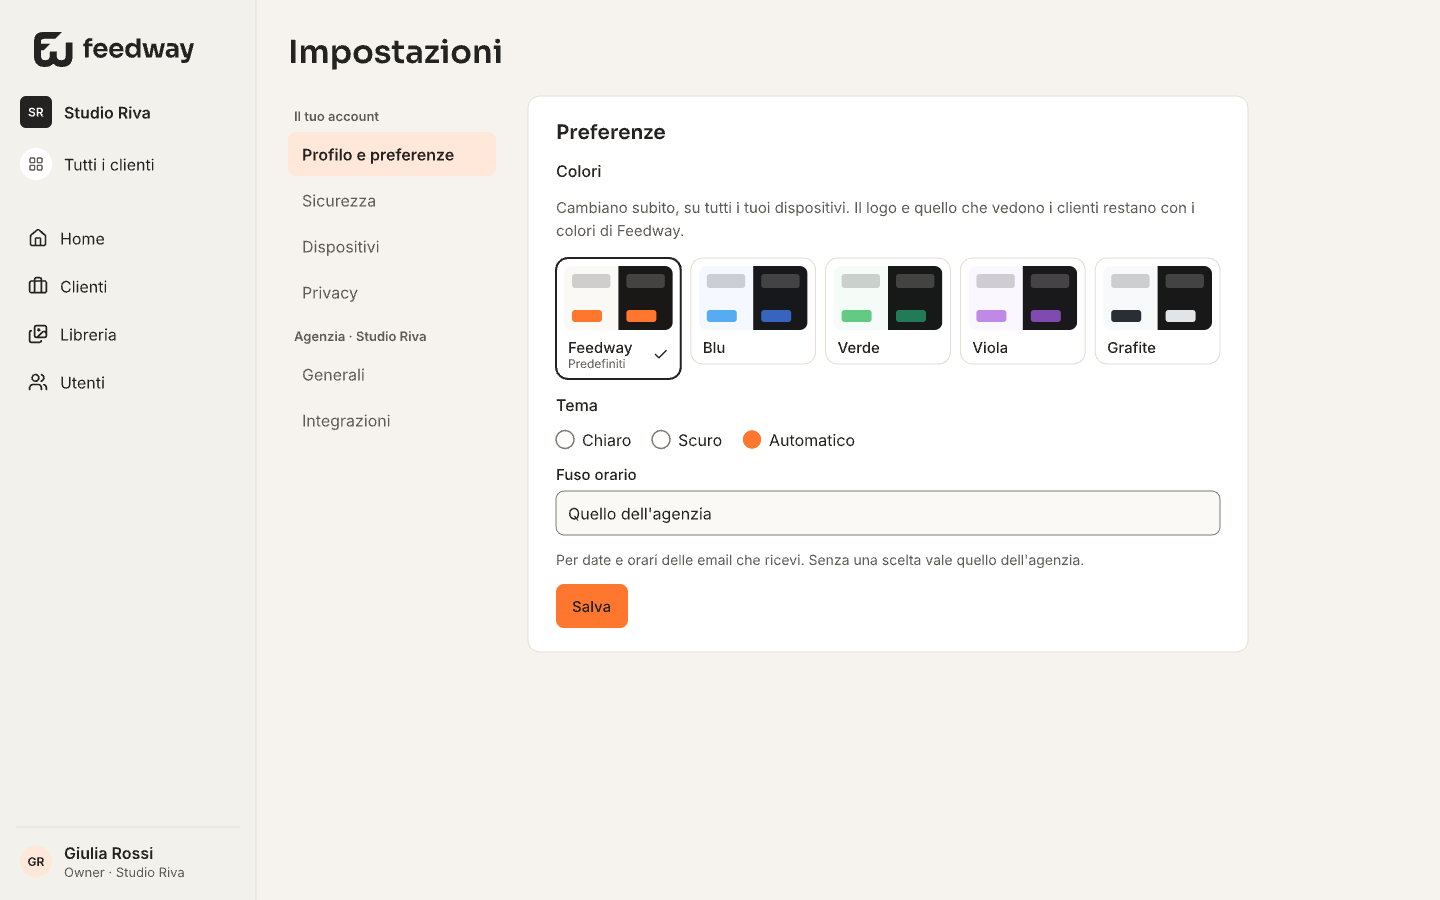 feedway
SR
Studio Riva
Tutti i clienti
Home
Clienti
Libreria
Utenti
GR
Giulia Rossi
Owner · Studio Riva
Impostazioni
Il tuo account
Profilo e preferenze
Sicurezza
Dispositivi
Privacy
Agenzia · Studio Riva
Generali
Integrazioni
Preferenze
Colori
Cambiano subito, su tutti i tuoi dispositivi. Il logo e quello che vedono i clienti restano con i
colori di Feedway.
Feedway
Predefiniti
Blu
Verde
Viola
Grafite
Tema
Chiaro
Scuro
Automatico
Fuso orario
Quello dell'agenzia
Per date e orari delle email che ricevi. Senza una scelta vale quello dell'agenzia.
Salva